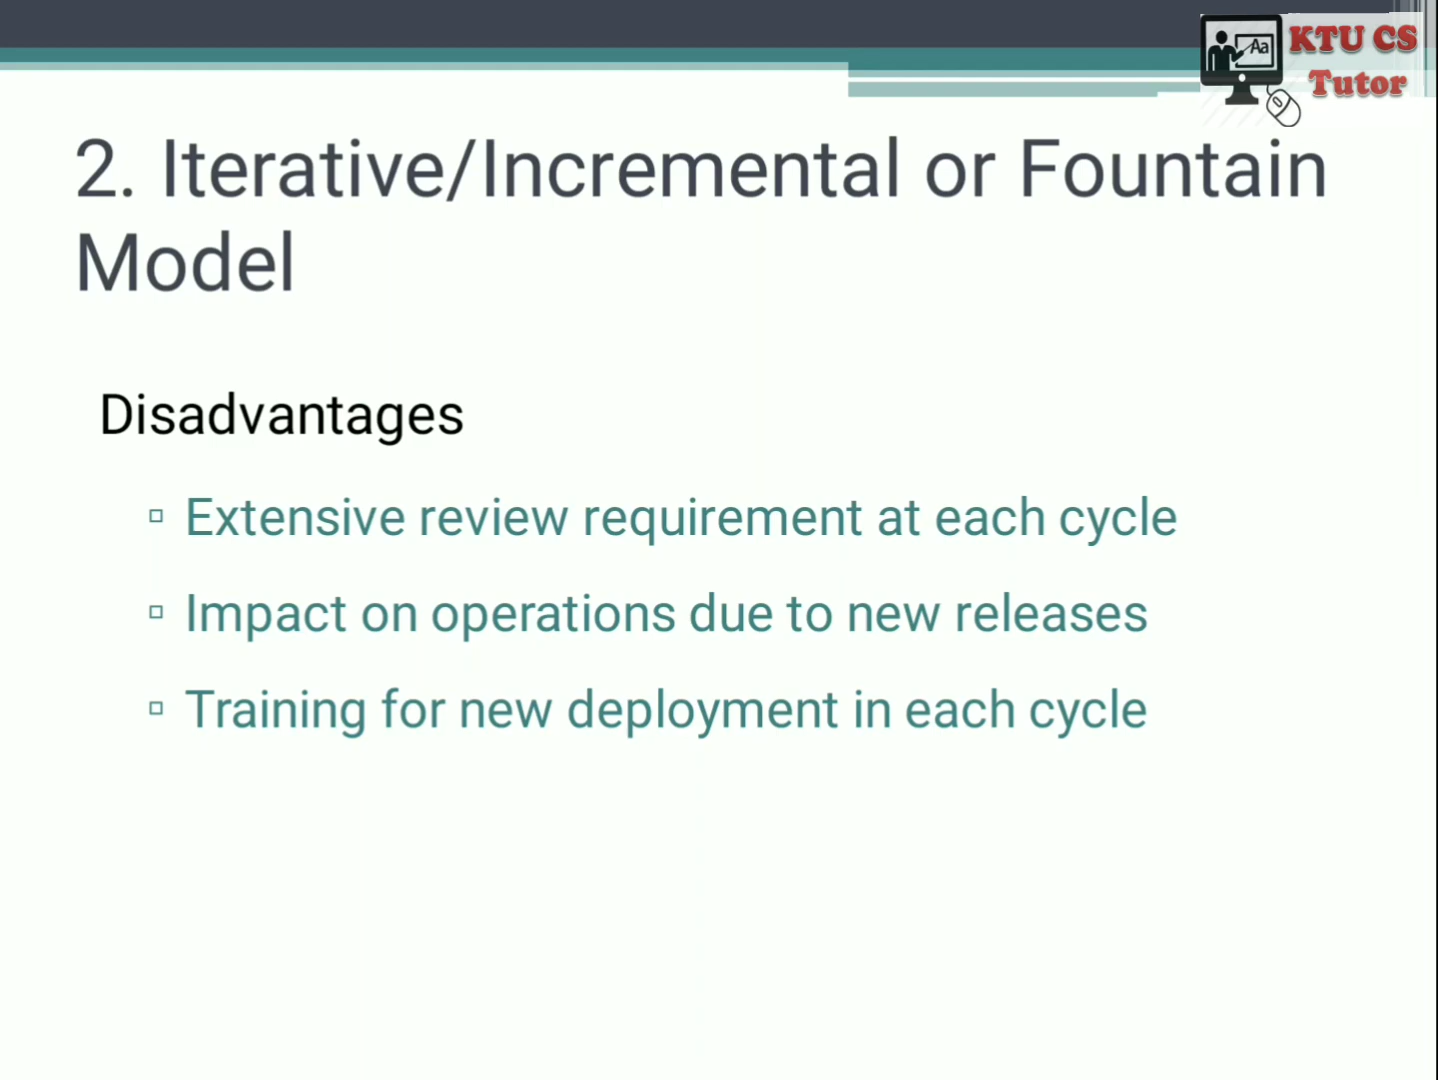 Aa
KTU CS
Tutor
2. Iterative/Incremental or Fountain
Model
Disadvantages
▫ Extensive review requirement at each cycle
▫ Impact on operations due to new releases
▫ Training for new deployment in each cycle